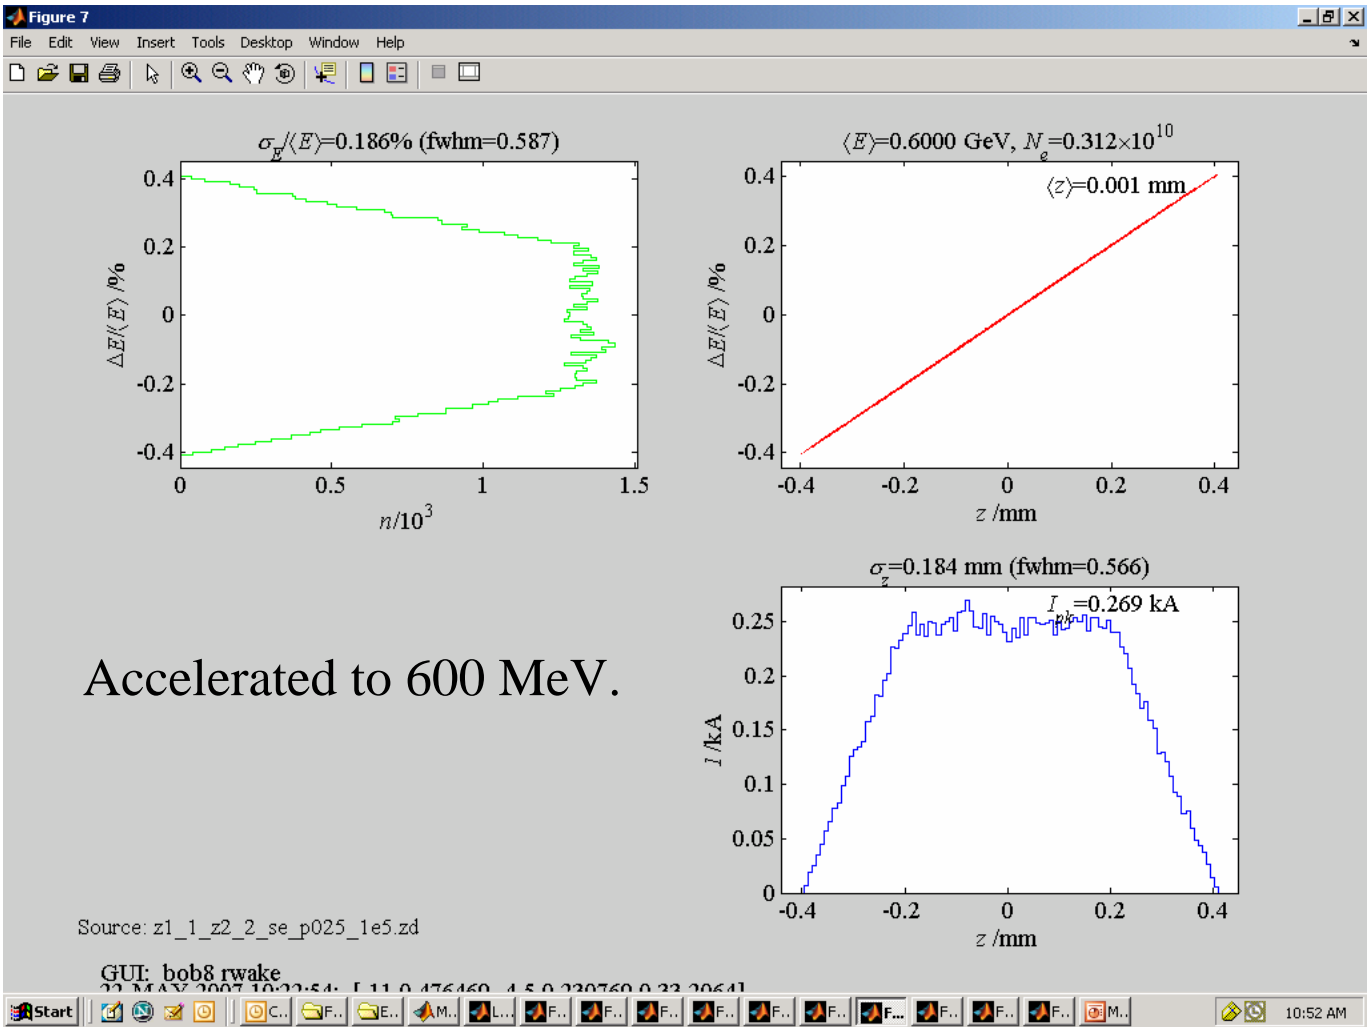 Figure 7
File Edit View Insert Tools Desktop Window Help
σE/⟨E⟩=0.186% (fwhm=0.587)
0.4
0.2
0
-0.2
-0.4
ΔE/⟨E⟩ /%
0 0.5 1 1.5
n/10^3
⟨E⟩=0.6000 GeV, Ne=0.312×10^10
⟨z⟩=0.001 mm
0.4
0.2
0
-0.2
-0.4
ΔE/⟨E⟩ /%
-0.4 -0.2 0 0.2 0.4
z /mm
σz=0.184 mm (fwhm=0.566)
Ipk=0.269 kA
0.25
0.2
0.15
0.1
0.05
0
I /kA
-0.4 -0.2 0 0.2 0.4
z /mm
Accelerated to 600 MeV.
Source: z1_1_z2_2_se_p025_1e5.zd
GUI: bob8 rwake
Start C.. F.. E.. M.. L.. F.. F.. F.. F.. F.. F.. F.. F.. F.. F.. M.. 10:52 AM